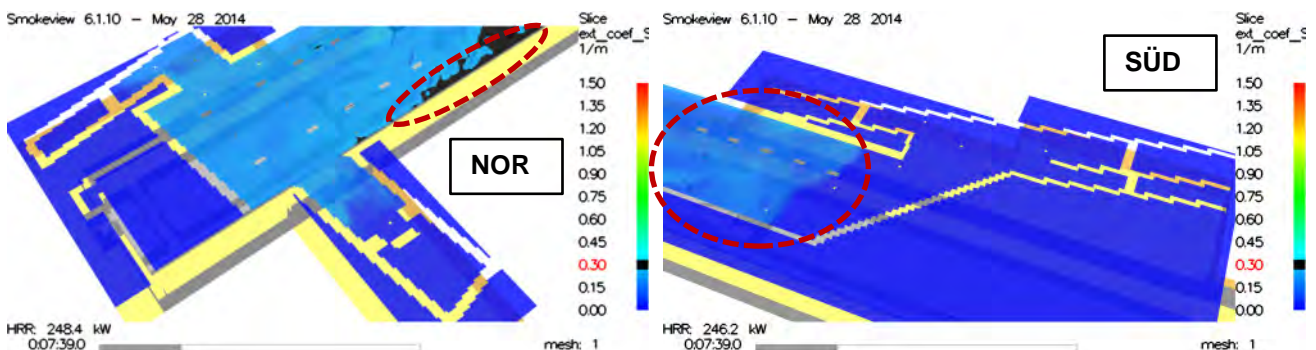 Smokeview 6.1.10 – May 28 2014
Slice
ext_coef_S
1/m
1.50
1.35
1.20
1.05
0.90
0.75
0.60
0.45
0.30
0.15
0.00
NOR
HRR: 248.4 kW
0:07:39.0
mesh: 1
Smokeview 6.1.10 – May 28 2014
Slice
ext_coef_S
1/m
SÜD
1.50
1.35
1.20
1.05
0.90
0.75
0.60
0.45
0.30
0.15
0.00
HRR: 246.2 kW
0:07:39.0
mesh: 1